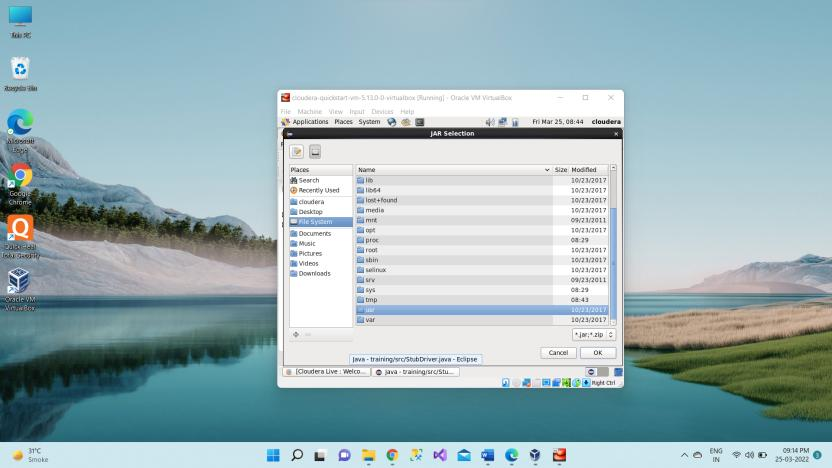 This PC
Recycle Bin
Microsoft
Edge
Google
Chrome
Quick Heal
Total Security
Oracle VM
VirtualBox
cloudera-quickstart-vm-5.13.0-0-virtualbox [Running] - Oracle VM VirtualBox
File Machine View Input Devices Help
Applications Places System Fri Mar 25, 08:44 cloudera
JAR Selection
Places
Search
Recently Used
cloudera
Desktop
File System
Documents
Music
Pictures
Videos
Downloads
Name Size Modified
lib 10/23/2017
lib64 10/23/2017
lost+found 10/23/2017
media 10/23/2017
mnt 09/23/2011
opt 10/23/2017
proc 08:29
root 10/23/2017
sbin 10/23/2017
selinux 10/23/2017
srv 09/23/2011
sys 08:29
tmp 08:43
usr 10/23/2017
var 10/23/2017
*.jar;*.zip
Cancel OK
Java - training/src/StubDriver.java - Eclipse
[Cloudera Live : Welco... Java - training/src/Stu...
Right Ctrl
31°C
Smoke
ENG
IN
09:14 PM
25-03-2022
3